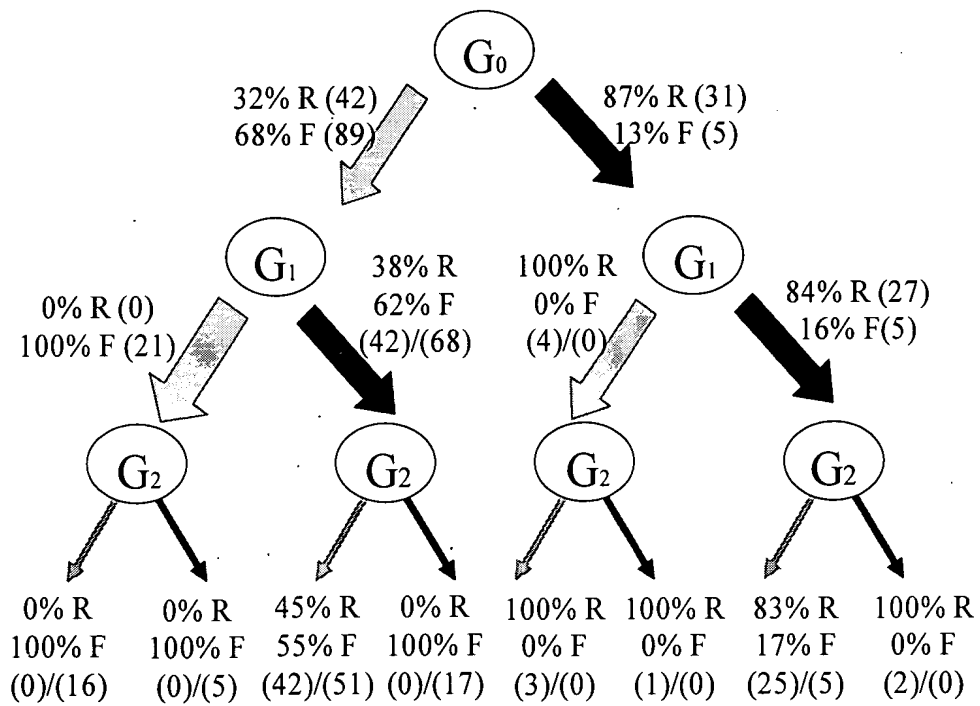 G0
32% R (42)
68% F (89)
87% R (31)
13% F (5)
G1
G1
0% R (0)
100% F (21)
38% R
62% F
(42)/(68)
100% R
0% F
(4)/(0)
84% R (27)
16% F(5)
G2
G2
G2
G2
0% R
100% F
(0)/(16)
0% R
100% F
(0)/(5)
45% R
55% F
(42)/(51)
0% R
100% F
(0)/(17)
100% R
0% F
(3)/(0)
100% R
0% F
(1)/(0)
83% R
17% F
(25)/(5)
100% R
0% F
(2)/(0)